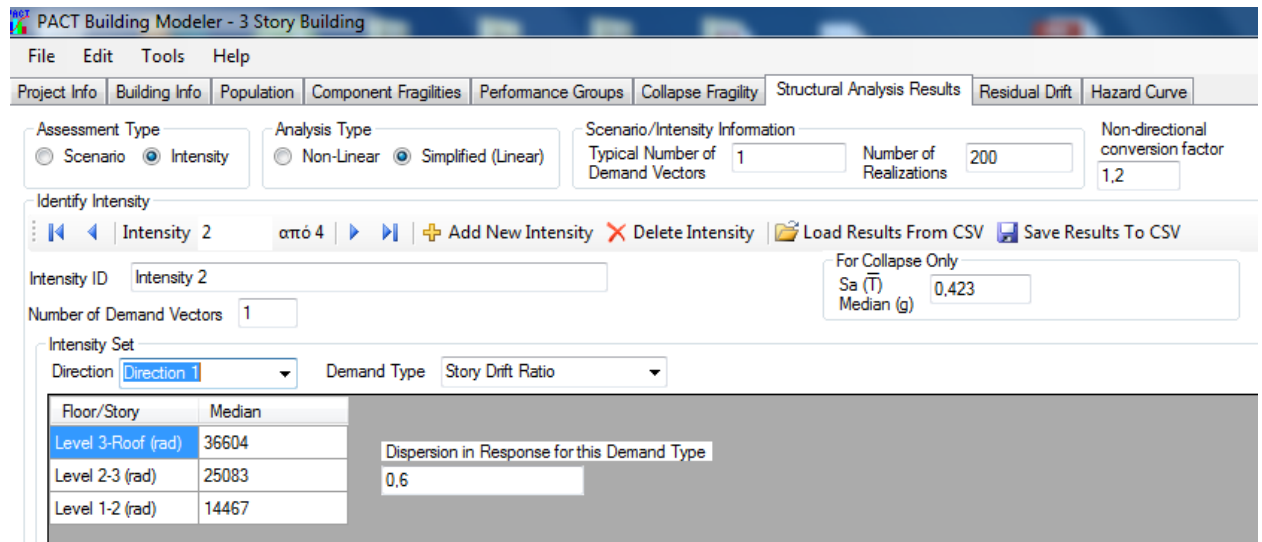 PACT PACT Building Modeler - 3 Story Building
File Edit Tools Help
Project Info Building Info Population Component Fragilities Performance Groups Collapse Fragility Structural Analysis Results Residual Drift Hazard Curve
Assessment Type
Scenario Intensity
Analysis Type
Non-Linear Simplified (Linear)
Scenario/Intensity Information
Typical Number of
Demand Vectors
1
Number of
Realizations
200
Non-directional
conversion factor
1,2
Identify Intensity
Intensity 2 από 4 Add New Intensity Delete Intensity Load Results From CSV Save Results To CSV
Intensity ID Intensity 2
For Collapse Only
Sa (T̅)
Median (g)
0,423
Number of Demand Vectors 1
Intensity Set
Direction Direction 1 Demand Type Story Drift Ratio
Floor/Story Median
Level 3-Roof (rad) 36604
Level 2-3 (rad) 25083
Level 1-2 (rad) 14467
Dispersion in Response for this Demand Type
0,6